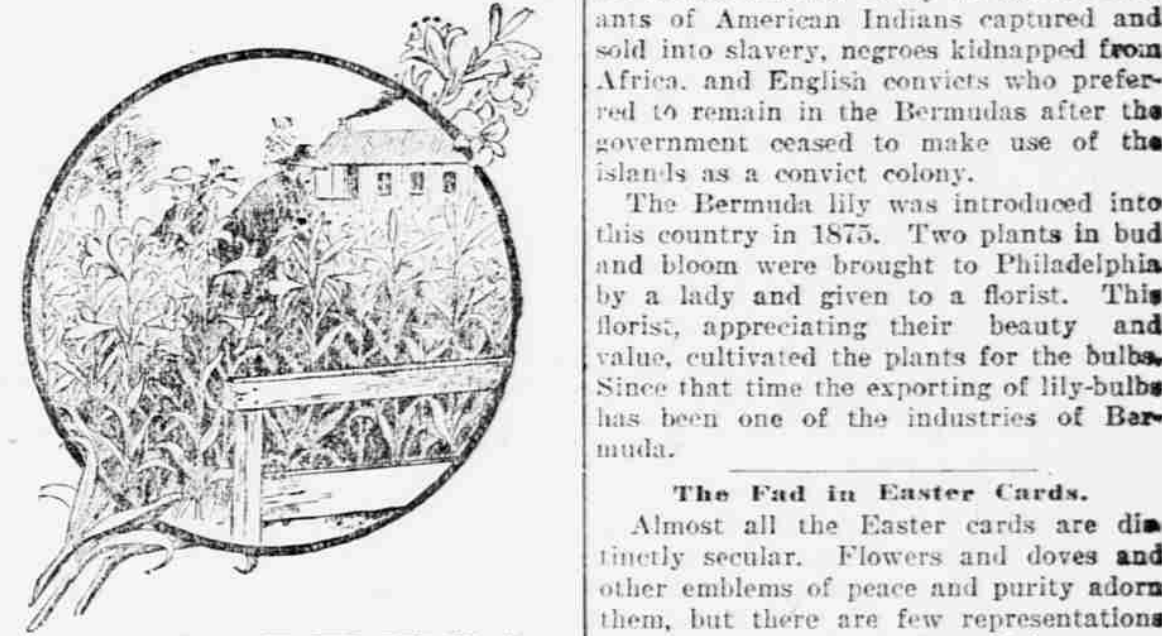 ants of American Indians captured and
sold into slavery, negroes kidnapped from
Africa, and English convicts who prefer-
red to remain in the Bermudas after the
government ceased to make use of the
islands as a convict colony.
The Bermuda lily was introduced into
this country in 1875. Two plants in bud
and bloom were brought to Philadelphia
by a lady and given to a florist. This
florist, appreciating their beauty and
value, cultivated the plants for the bulbs.
Since that time the exporting of lily-bulbs
has been one of the industries of Ber-
muda.
The Fad in Easter Cards.
Almost all the Easter cards are dis
tinctly secular. Flowers and doves and
other emblems of peace and purity adorn
them, but there are few representations